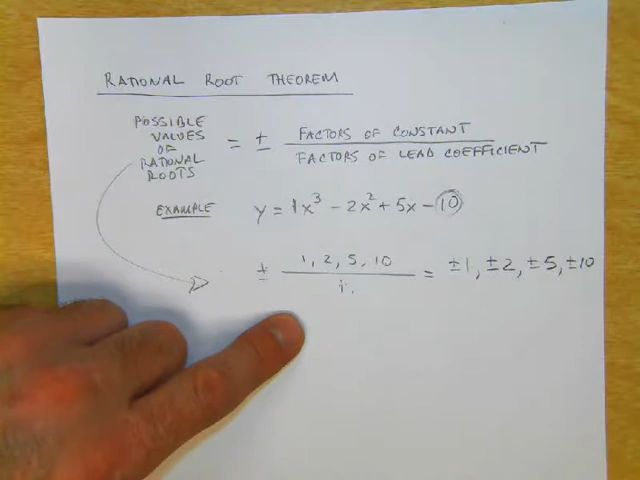 RATIONAL ROOT THEOREM
POSSIBLE
VALUES
OF
RATIONAL
ROOTS
= ± FACTORS OF CONSTANT
FACTORS OF LEAD COEFFICIENT
EXAMPLE y = 1x³ - 2x² + 5x - 10
± 1, 2, 5, 10 = ±1, ±2, ±5, ±10
1.